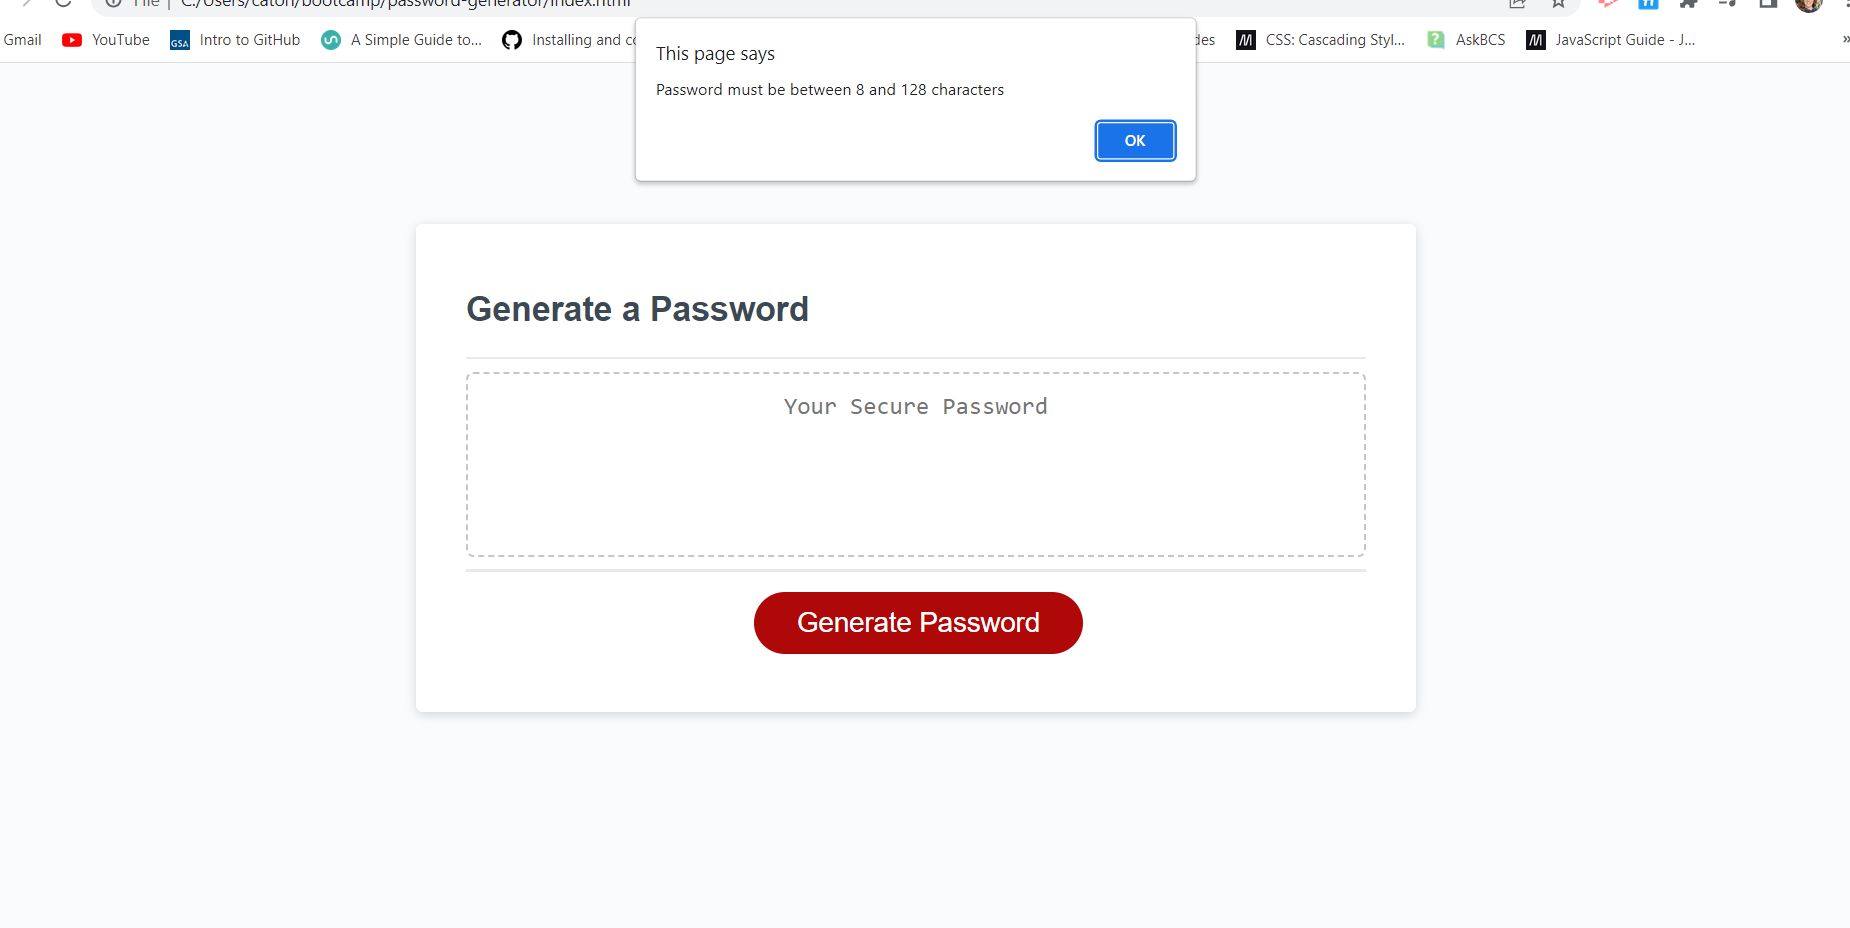 File | C:/Users/caton/bootcamp/password-generator/index.html
Gmail YouTube GSA Intro to GitHub A Simple Guide to... Installing and co des M CSS: Cascading Styl... ? AskBCS M JavaScript Guide - J... »
This page says
Password must be between 8 and 128 characters
OK
Generate a Password
Your Secure Password
Generate Password